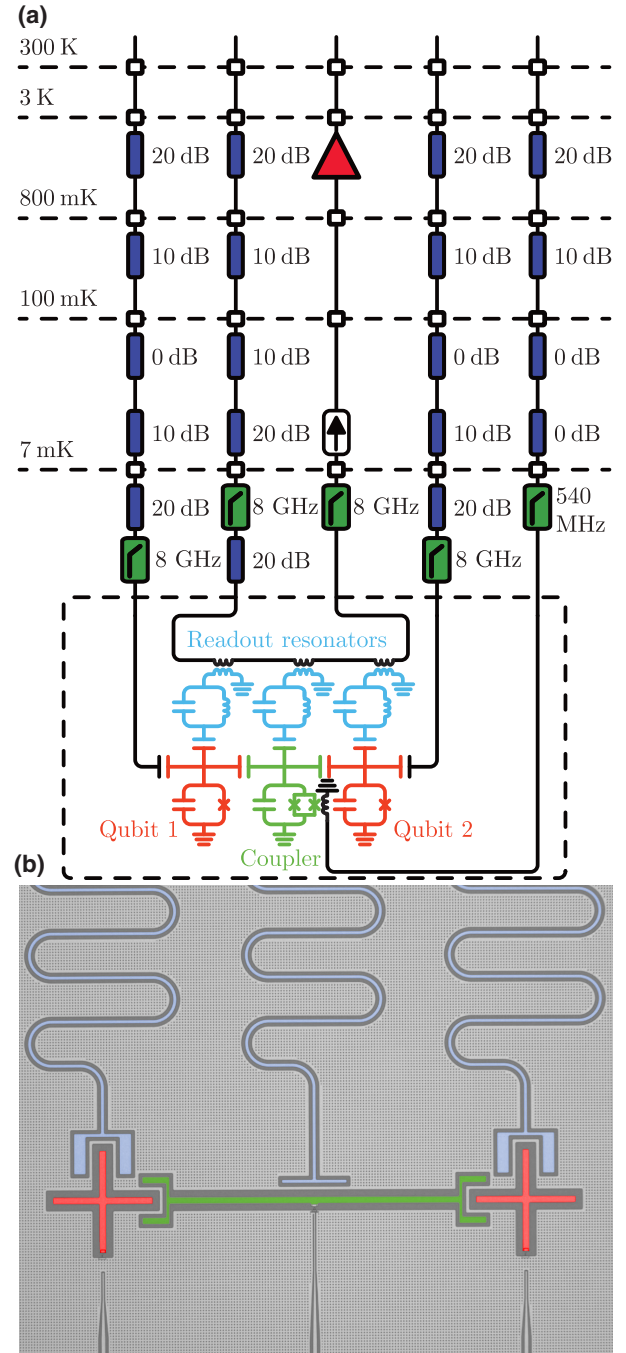 (a)
300 K
3 K
20 dB 20 dB 20 dB 20 dB
800 mK
10 dB 10 dB 10 dB 10 dB
100 mK
0 dB 10 dB 0 dB 0 dB
10 dB 20 dB 10 dB 0 dB
7 mK
20 dB 8 GHz 8 GHz 20 dB 540
MHz
8 GHz 20 dB 8 GHz
Readout resonators
Qubit 1 Qubit 2
Coupler
(b)